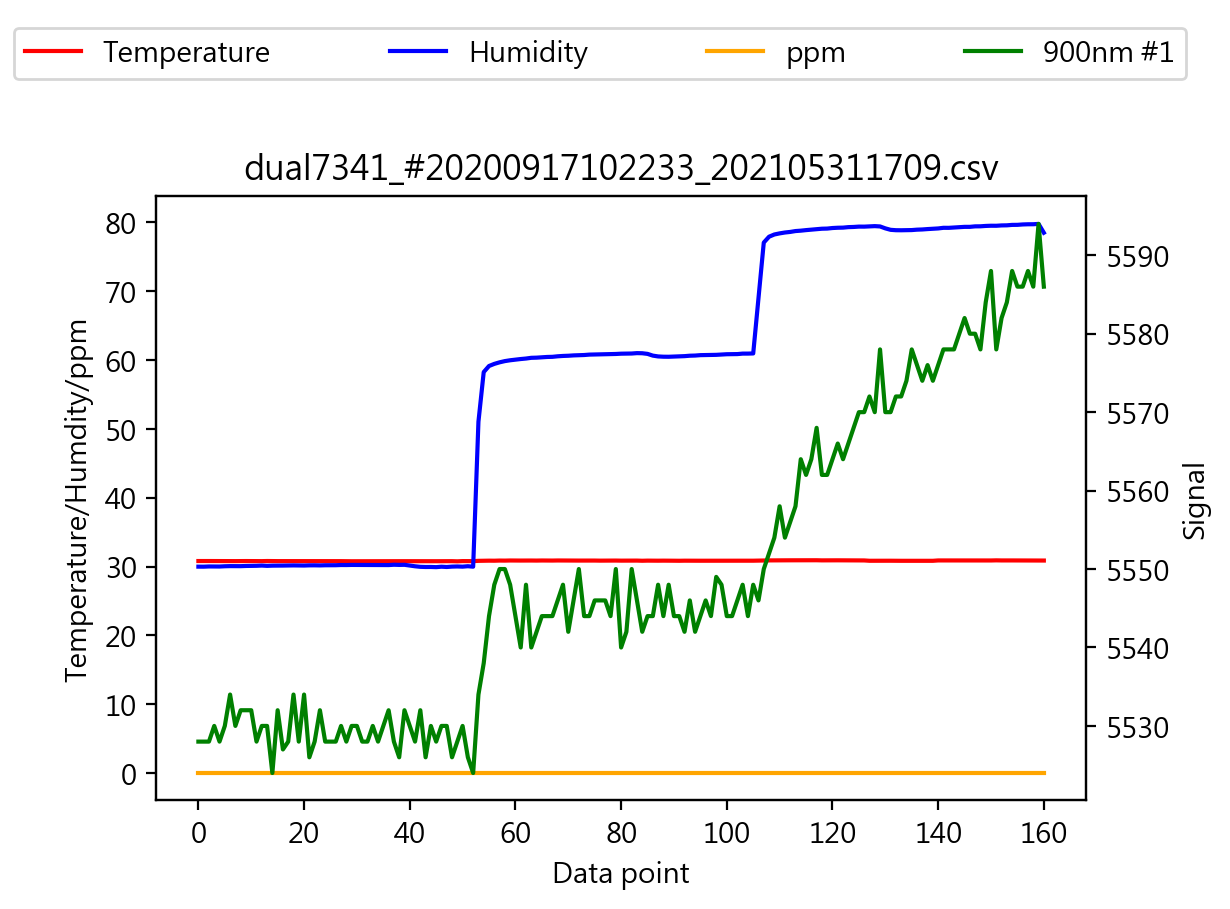 Temperature Humidity ppm 900nm #1
dual7341_#20200917102233_202105311709.csv
Temperature/Humdity/ppm
80
70
60
50
40
30
20
10
0
5590
5580
5570
5560
5550
5540
5530
Signal
0 20 40 60 80 100 120 140 160
Data point